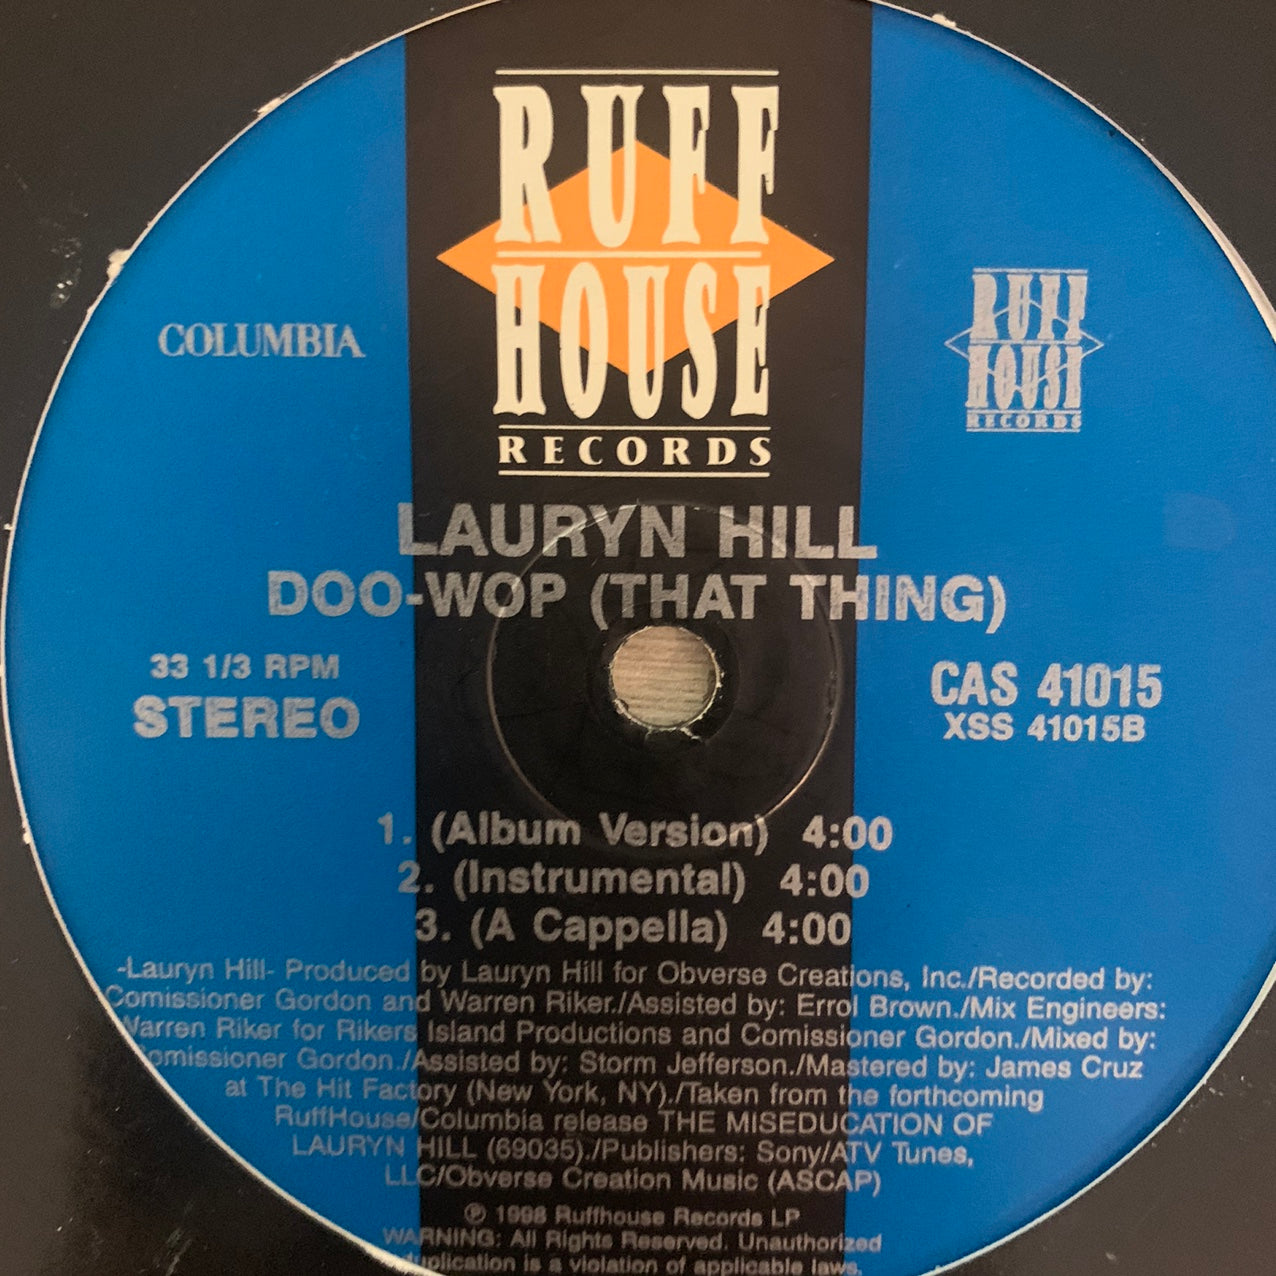 RUFF
HOUSE
RECORDS
COLUMBIA
RUFF
HOUSE
RECORDS
LAURYN HILL
DOO-WOP (THAT THING)
33 1/3 RPM
STEREO
CAS 41015
XSS 41015B
1. (Album Version) 4:00
2. (Instrumental) 4:00
3. (A Cappella) 4:00
-Lauryn Hill- Produced by Lauryn Hill for Obverse Creations, Inc./Recorded by:
Comissioner Gordon and Warren Riker./Assisted by: Errol Brown./Mix Engineers:
Warren Riker for Rikers Island Productions and Comissioner Gordon./Mixed by:
Comissioner Gordon./Assisted by: Storm Jefferson./Mastered by: James Cruz
at The Hit Factory (New York, NY)./Taken from the forthcoming
RuffHouse/Columbia release THE MISEDUCATION OF
LAURYN HILL (69035)./Publishers: Sony/ATV Tunes,
LLC/Obverse Creation Music (ASCAP)
℗ 1998 Ruffhouse Records LP
WARNING: All Rights Reserved. Unauthorized
duplication is a violation of applicable laws.